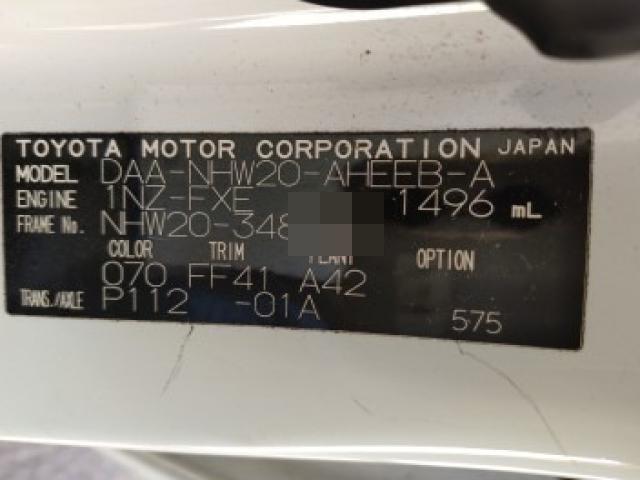 TOYOTA MOTOR CORPORATION JAPAN
MODEL DAA-NHW20-AHEEB-A
ENGINE 1NZ-FXE 1496 mL
FRAME No. NHW20-348
COLOR TRIM PLANT OPTION
070 FF41 A42
TRANS./AXLE P112 -01A
575